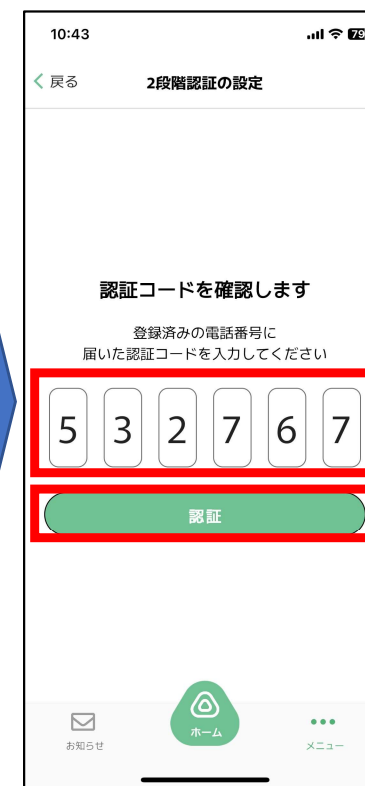 10:43
79
戻る
2段階認証の設定
認証コードを確認します
登録済みの電話番号に
届いた認証コードを入力してください
5 3 2 7 6 7
認証
お知らせ
ホーム
メニュー